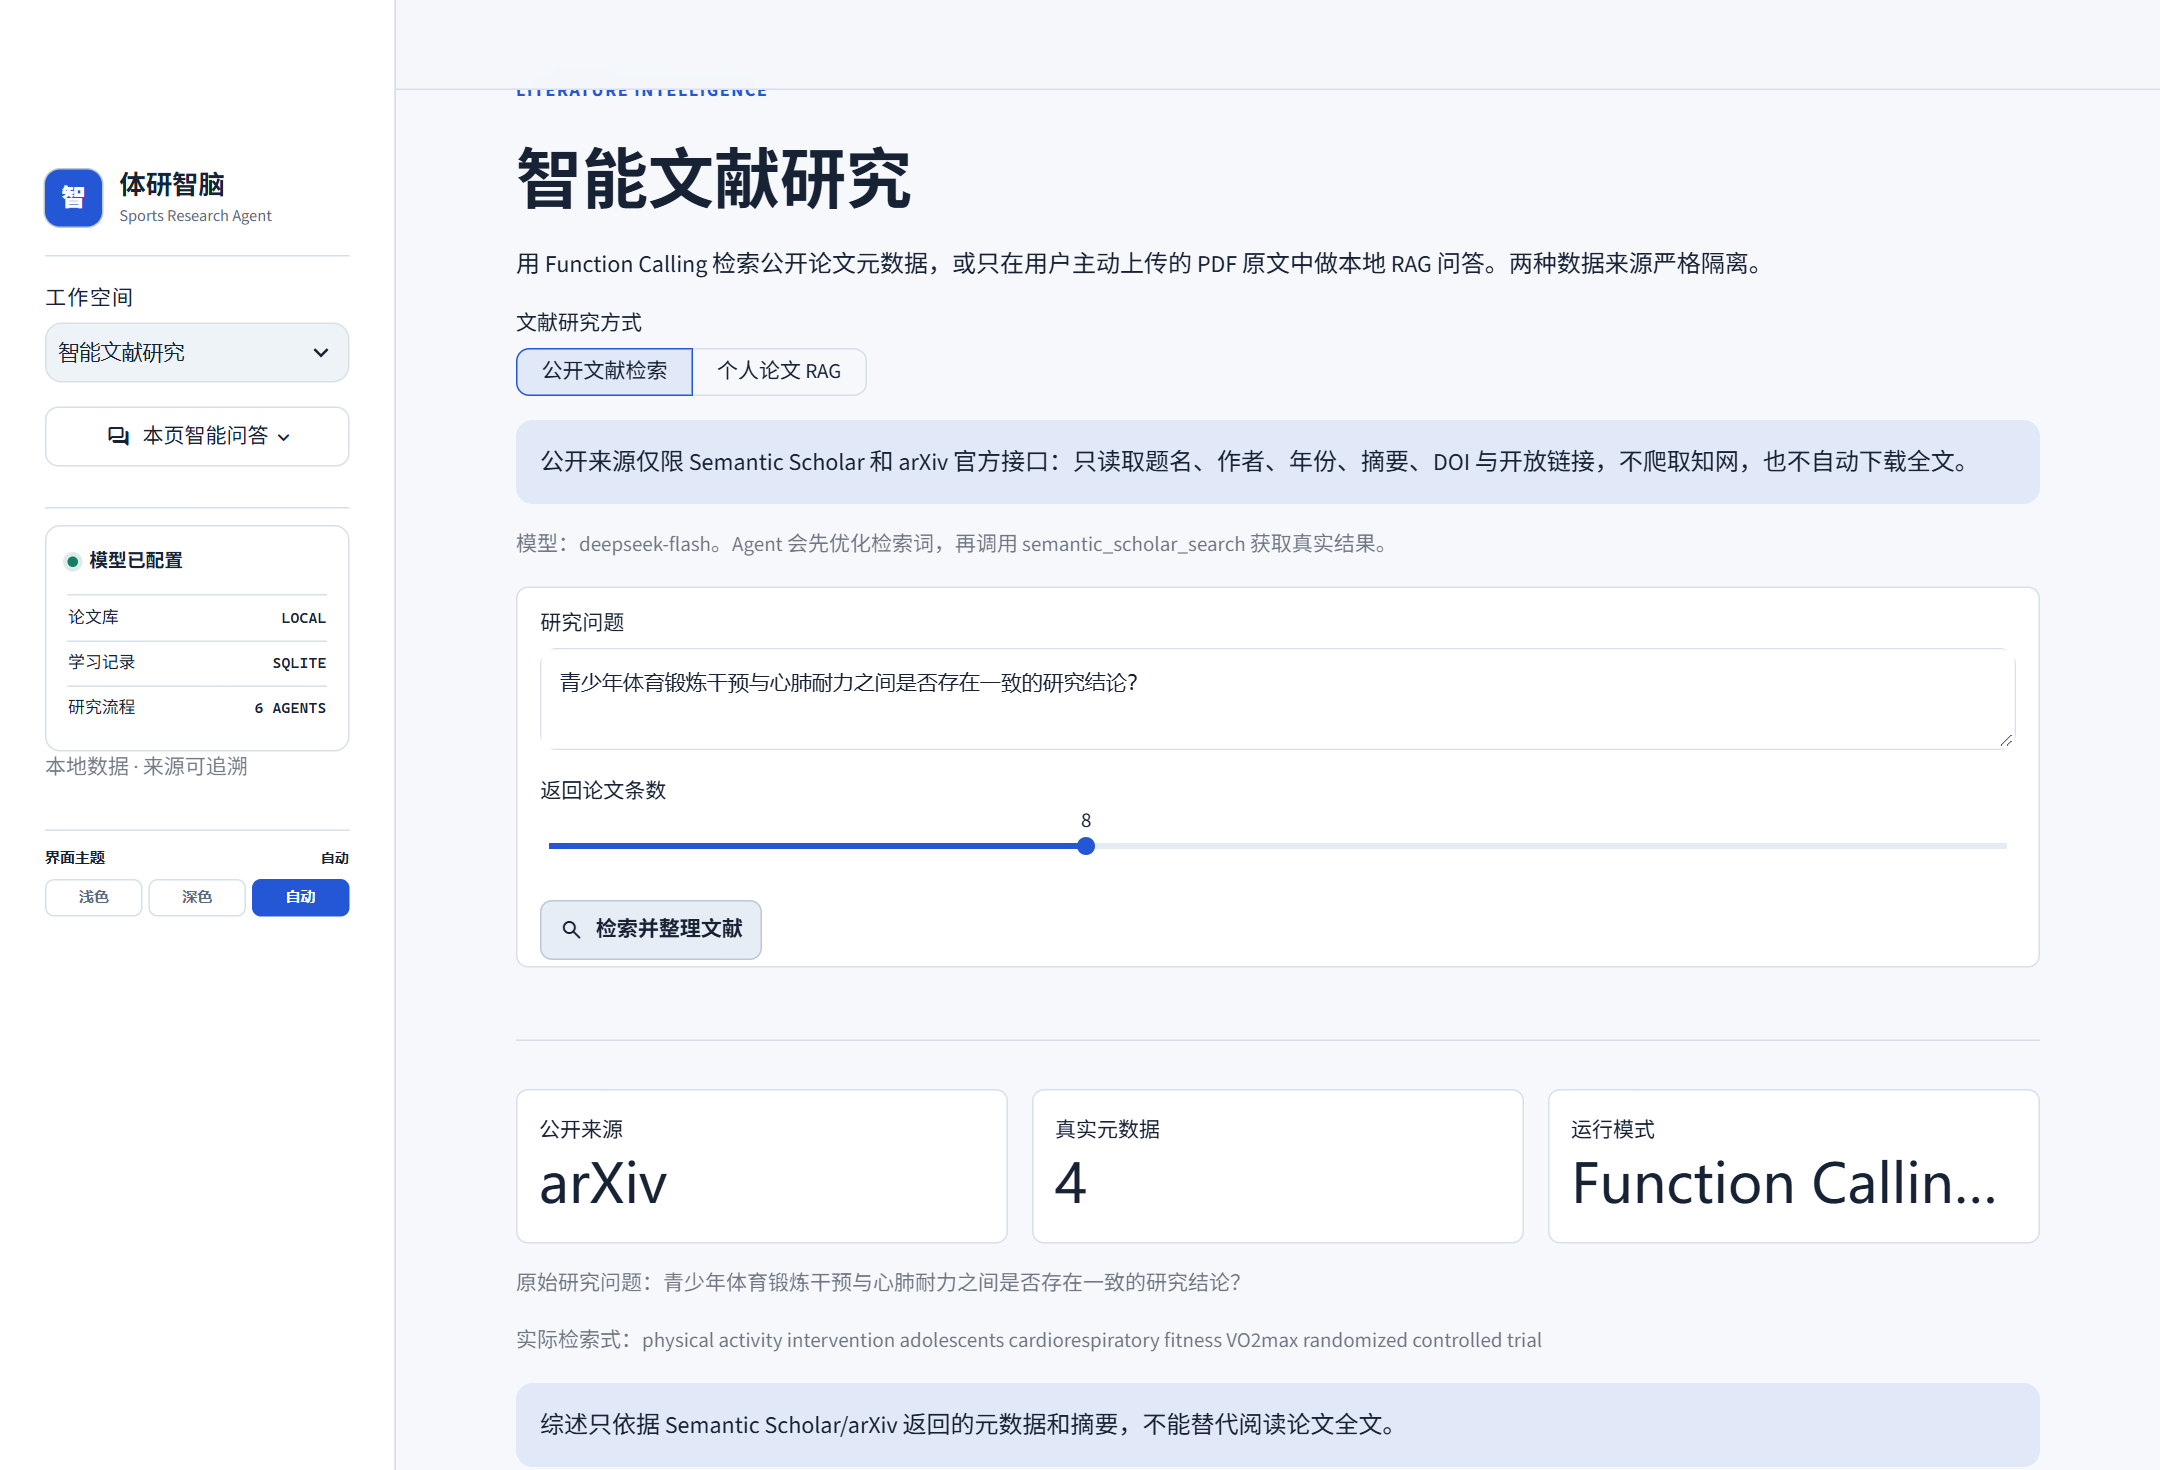 智
体研智脑
Sports Research Agent
工作空间
智能文献研究
本页智能问答
模型已配置
论文库 LOCAL
学习记录 SQLITE
研究流程 6 AGENTS
本地数据 · 来源可追溯
界面主题 自动
浅色 深色 自动
LITERATURE INTELLIGENCE
智能文献研究
用 Function Calling 检索公开论文元数据，或只在用户主动上传的 PDF 原文中做本地 RAG 问答。两种数据来源严格隔离。
文献研究方式
公开文献检索 个人论文 RAG
公开来源仅限 Semantic Scholar 和 arXiv 官方接口：只读取题名、作者、年份、摘要、DOI 与开放链接，不爬取知网，也不自动下载全文。
模型：deepseek-flash。Agent 会先优化检索词，再调用 semantic_scholar_search 获取真实结果。
研究问题
青少年体育锻炼干预与心肺耐力之间是否存在一致的研究结论？
返回论文条数
8
检索并整理文献
公开来源
arXiv
真实元数据
4
运行模式
Function Callin...
原始研究问题：青少年体育锻炼干预与心肺耐力之间是否存在一致的研究结论？
实际检索式：physical activity intervention adolescents cardiorespiratory fitness VO2max randomized controlled trial
综述只依据 Semantic Scholar/arXiv 返回的元数据和摘要，不能替代阅读论文全文。